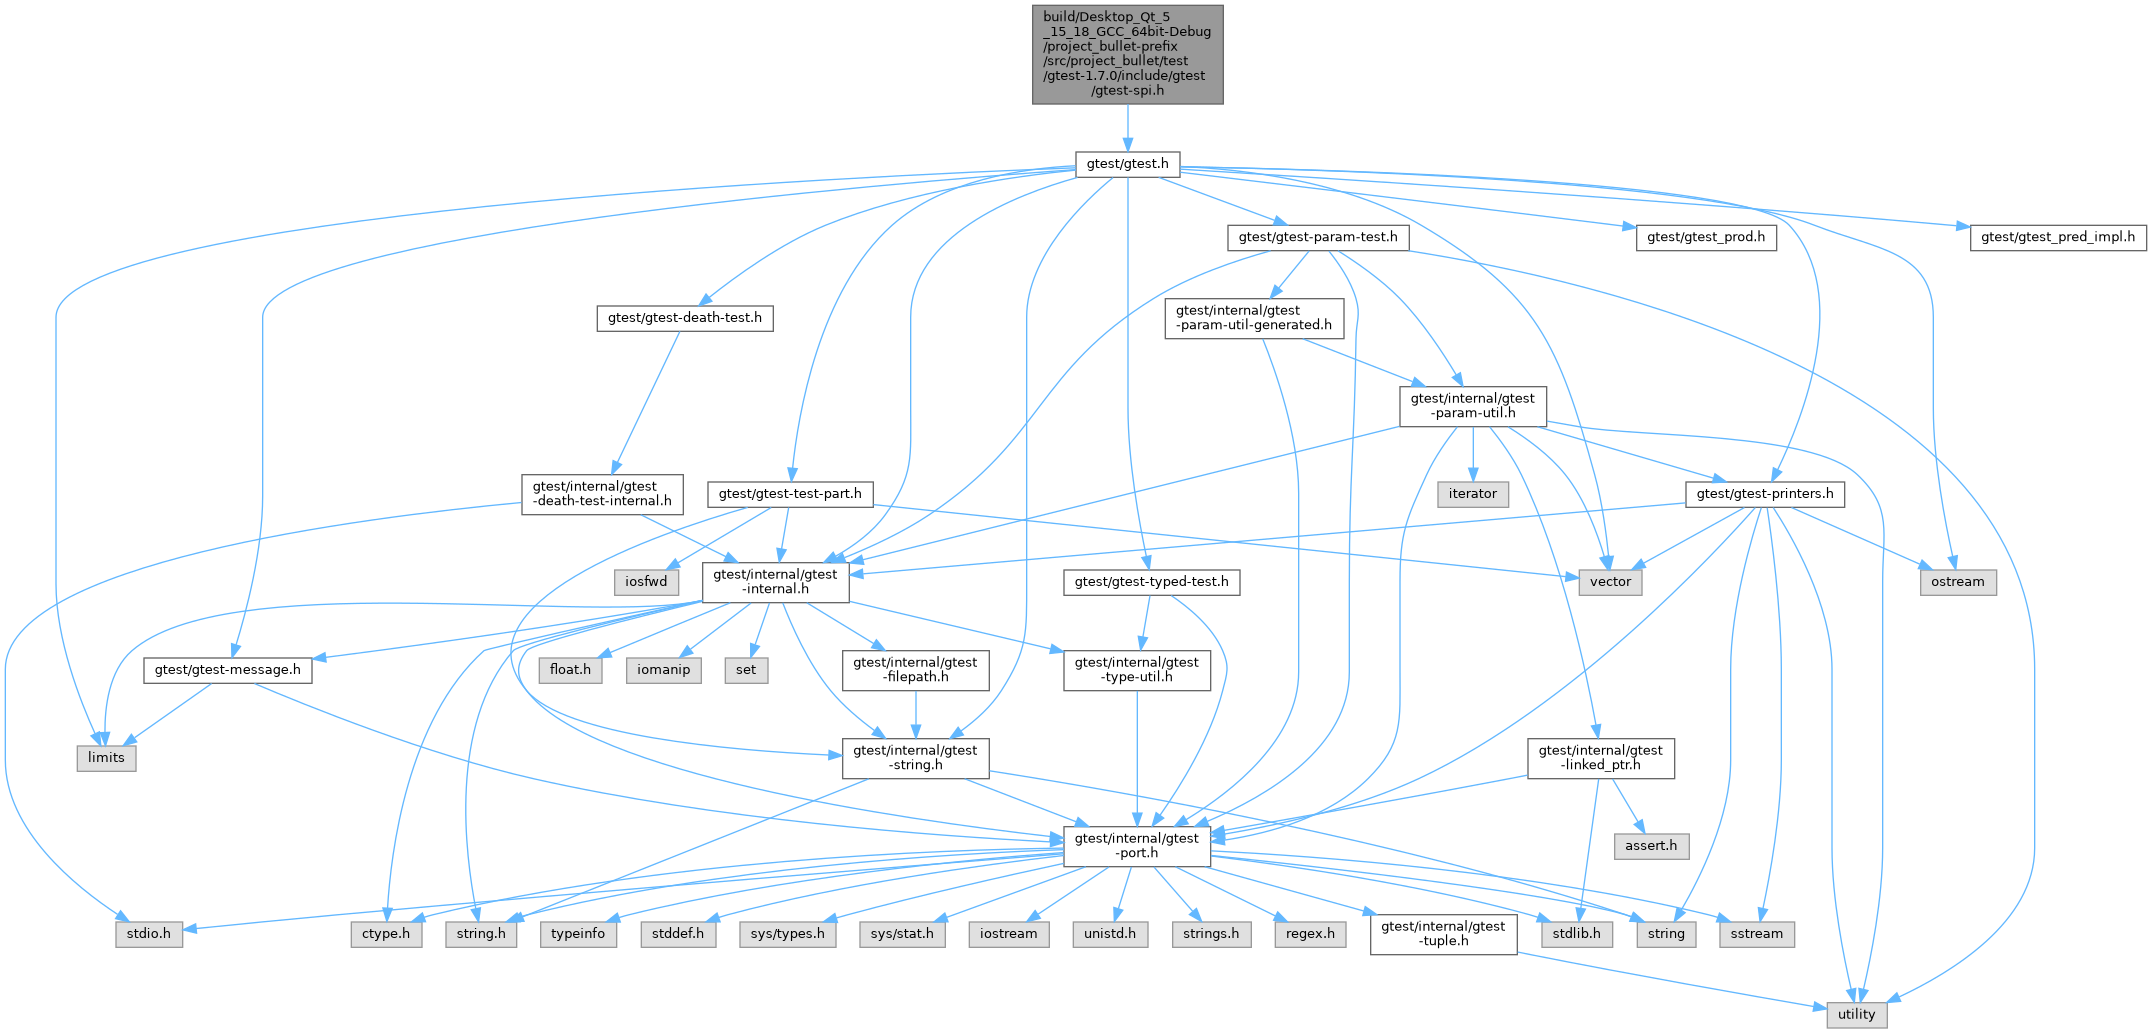 build/Desktop_Qt_5
_15_18_GCC_64bit-Debug
/project_bullet-prefix
/src/project_bullet/test
/gtest-1.7.0/include/gtest
/gtest-spi.h
gtest/gtest.h
gtest/gtest-param-test.h
gtest/gtest_prod.h
gtest/gtest_pred_impl.h
gtest/gtest-death-test.h
gtest/internal/gtest
-param-util-generated.h
gtest/internal/gtest
-param-util.h
gtest/internal/gtest
-death-test-internal.h
gtest/gtest-test-part.h
iterator
gtest/gtest-printers.h
iosfwd
gtest/internal/gtest
-internal.h
gtest/gtest-typed-test.h
vector
ostream
gtest/gtest-message.h
float.h
iomanip
set
gtest/internal/gtest
-filepath.h
gtest/internal/gtest
-type-util.h
limits
gtest/internal/gtest
-string.h
gtest/internal/gtest
-linked_ptr.h
gtest/internal/gtest
-port.h
assert.h
stdio.h
ctype.h
string.h
typeinfo
stddef.h
sys/types.h
sys/stat.h
iostream
unistd.h
strings.h
regex.h
gtest/internal/gtest
-tuple.h
stdlib.h
string
sstream
utility